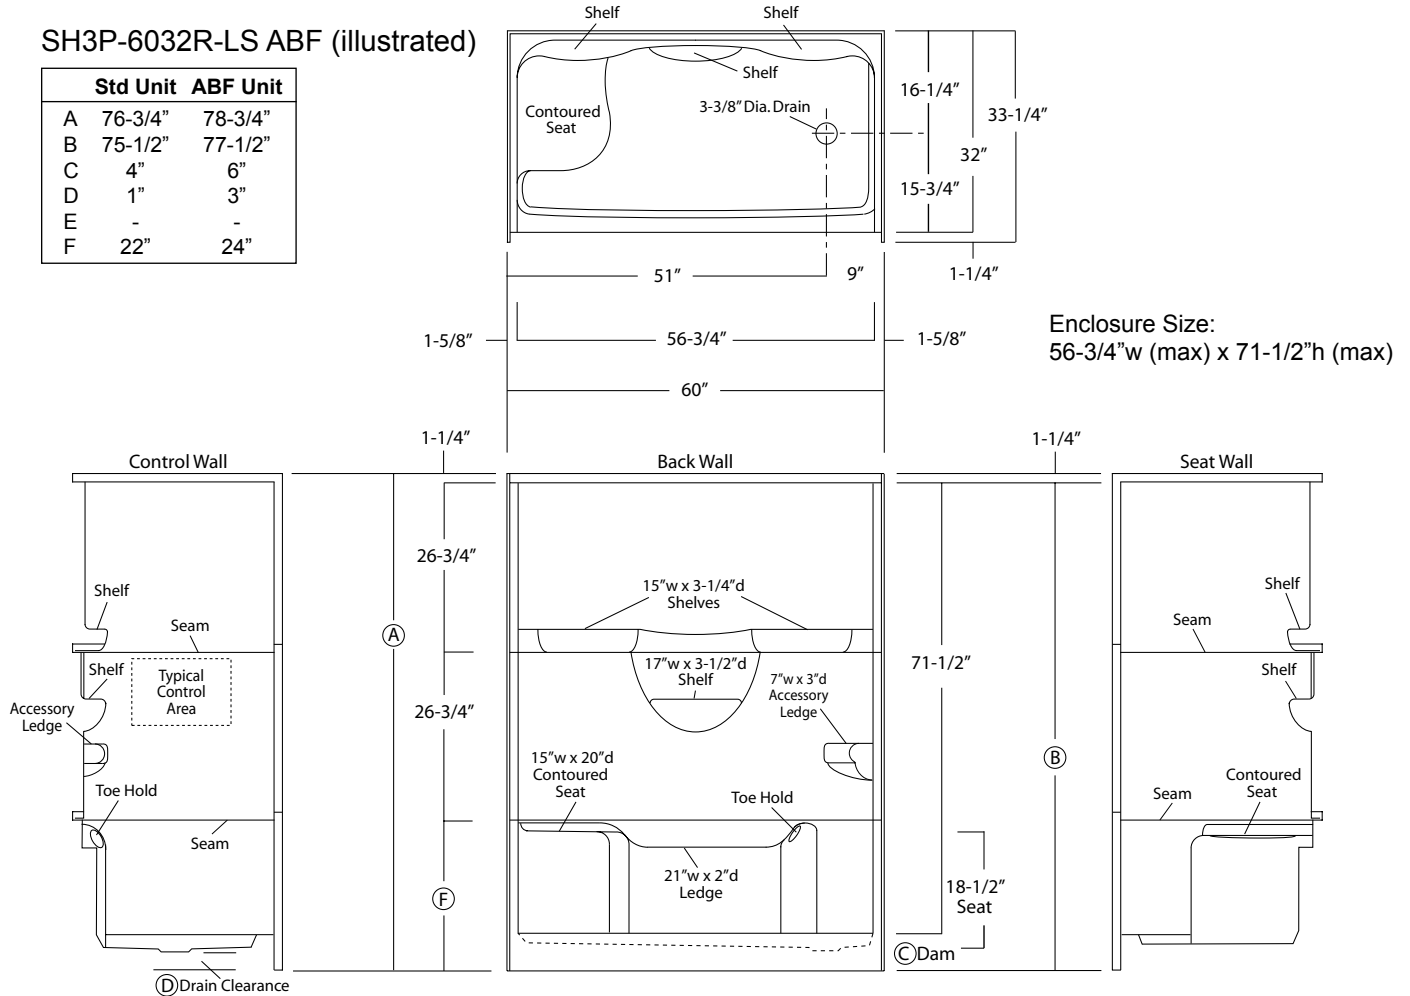 SH3P-6032R-LS ABF (illustrated)
Std Unit ABF Unit
A 76-3/4” 78-3/4”
B 75-1/2” 77-1/2”
C 4” 6”
D 1” 3”
E - -
F 22” 24”
Shelf
Shelf
Shelf
Contoured
Seat
3-3/8” Dia. Drain
16-1/4”
33-1/4”
32”
15-3/4”
51”
9”
1-1/4”
1-5/8”
56-3/4”
1-5/8”
60”
Enclosure Size:
56-3/4”w (max) x 71-1/2”h (max)
1-1/4”
1-1/4”
Control Wall
Shelf
Seam
Shelf
Typical
Control
Area
Accessory
Ledge
Toe Hold
Seam
D Drain Clearance
A
26-3/4”
26-3/4”
F
Back Wall
15”w x 3-1/4”d
Shelves
17”w x 3-1/2”d
Shelf
7”w x 3”d
Accessory
Ledge
15”w x 20”d
Contoured
Seat
Toe Hold
21”w x 2”d
Ledge
71-1/2”
B
18-1/2”
Seat
C Dam
Seat Wall
Shelf
Seam
Shelf
Contoured
Seat
Seam